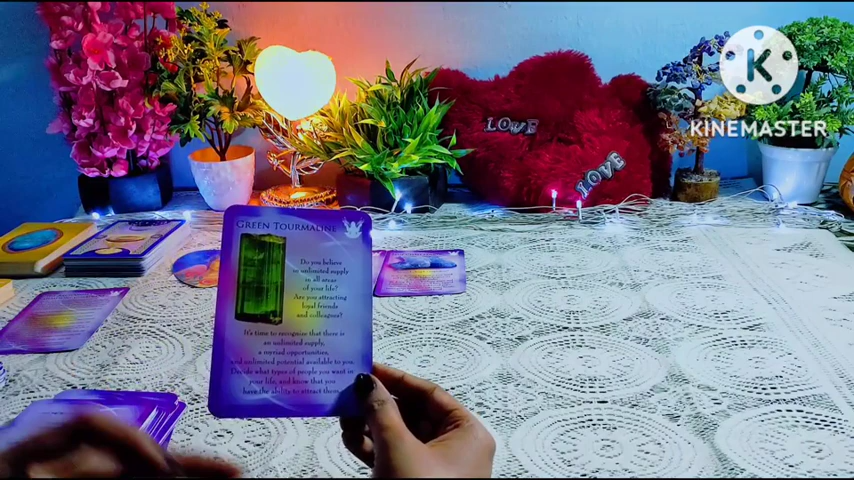 K
KINEMASTER
LOVE
LOVE
GREEN TOURMALINE
Do you believe
in unlimited supply
in all areas
of your life?
Are you attracting
loyal friends
and colleagues?
It's time to recognize that there is
an unlimited supply,
a myriad opportunities,
and unlimited potential available to you.
Decide what types of people you want in
your life, and know that you
have the ability to attract them.